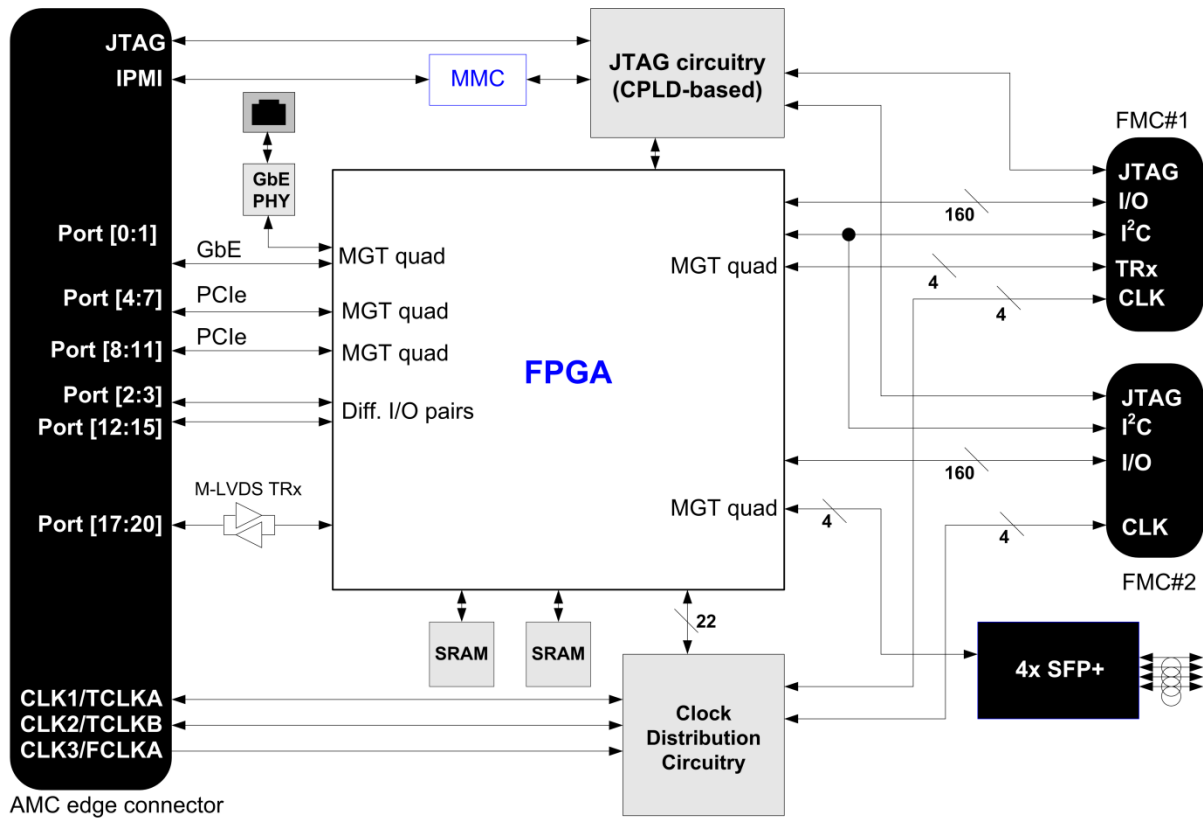 JTAG
IPMI
MMC
JTAG circuitry
(CPLD-based)
GbE
PHY
Port [0:1]
GbE
Port [4:7]
PCIe
Port [8:11]
PCIe
Port [2:3]
Port [12:15]
M-LVDS TRx
Port [17:20]
MGT quad
MGT quad
MGT quad
Diff. I/O pairs
FPGA
MGT quad
MGT quad
FMC#1
JTAG
I/O
I²C
TRx
CLK
160
4
4
JTAG
I²C
I/O
CLK
FMC#2
160
4
4
SRAM
SRAM
22
4x SFP+
CLK1/TCLKA
CLK2/TCLKB
CLK3/FCLKA
Clock
Distribution
Circuitry
AMC edge connector